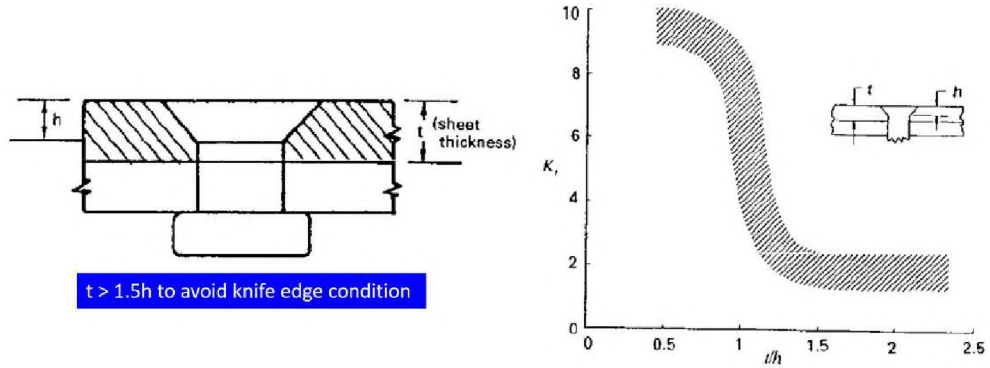 h
t (sheet
thickness)
t > 1.5h to avoid knife edge condition
10
8
6
K,
4
2
0
0
0.5
1
1.5
2
2.5
t/h
t
h